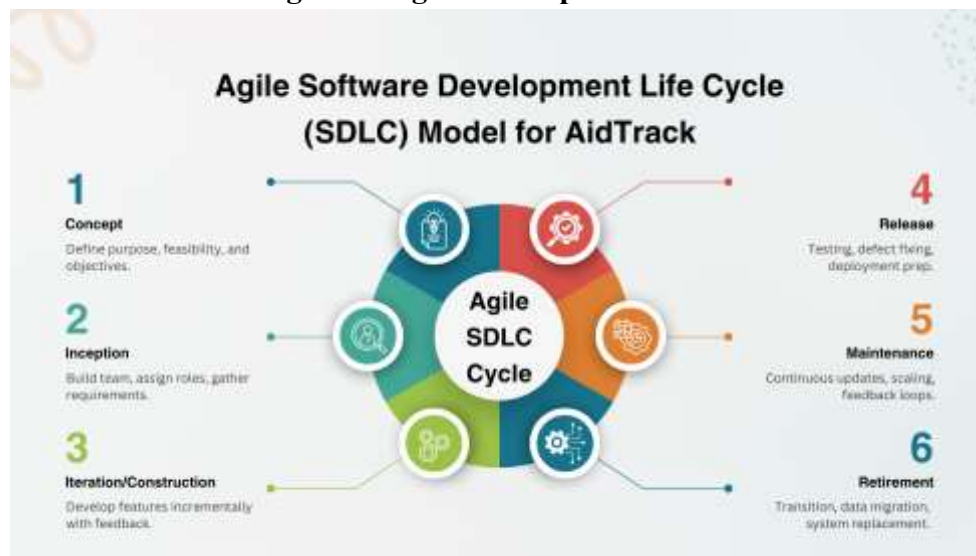 Agile Software Development Life Cycle
(SDLC) Model for AidTrack
1
Concept
Define purpose, feasibility, and
objectives.
2
Inception
Build team, assign roles, gather
requirements.
3
Iteration/Construction
Develop features incrementally
with feedback.
Agile
SDLC
Cycle
4
Release
Testing, defect fixing,
deployment prep.
5
Maintenance
Continuous updates, scaling,
feedback loops.
6
Retirement
Transition, data migration,
system replacement.